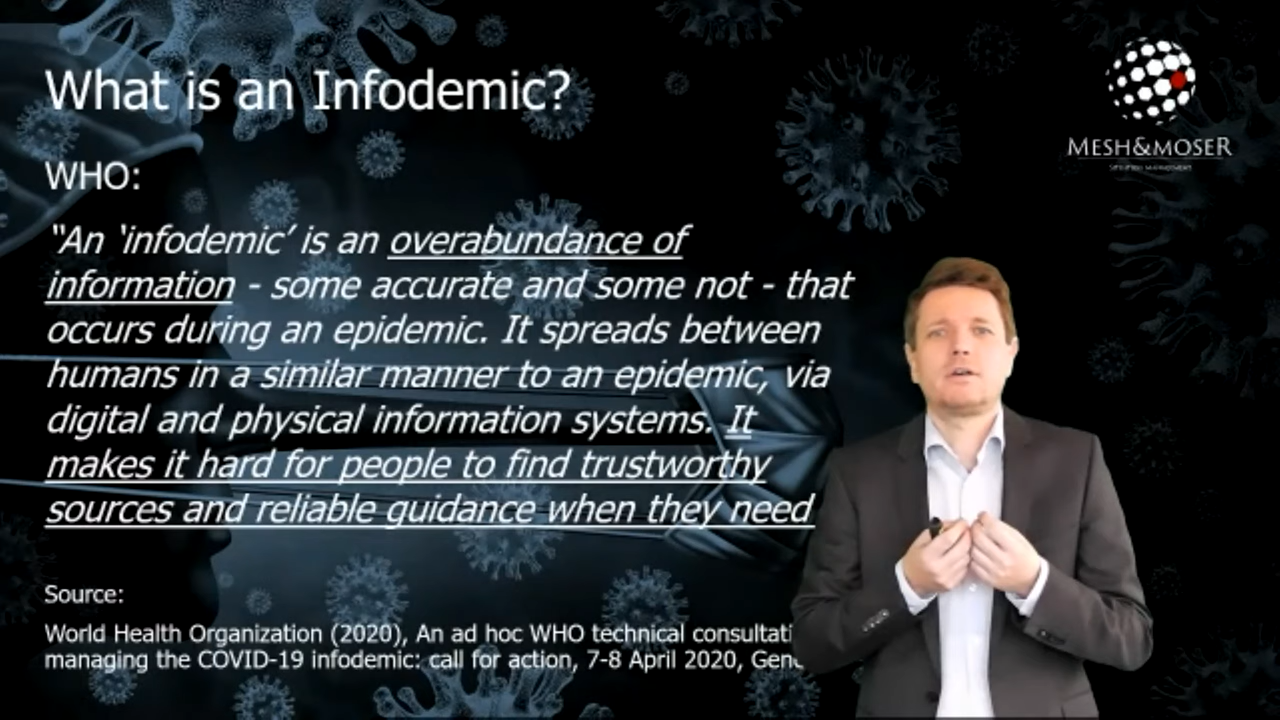 What is an Infodemic?
MESH&MOSER
WHO:
“An ‘infodemic’ is an overabundance of
information - some accurate and some not - that
occurs during an epidemic. It spreads between
humans in a similar manner to an epidemic, via
digital and physical information systems. It
makes it hard for people to find trustworthy
sources and reliable guidance when they need
Source:
World Health Organization (2020), An ad hoc WHO technical consultati
managing the COVID-19 infodemic: call for action, 7-8 April 2020, Gen